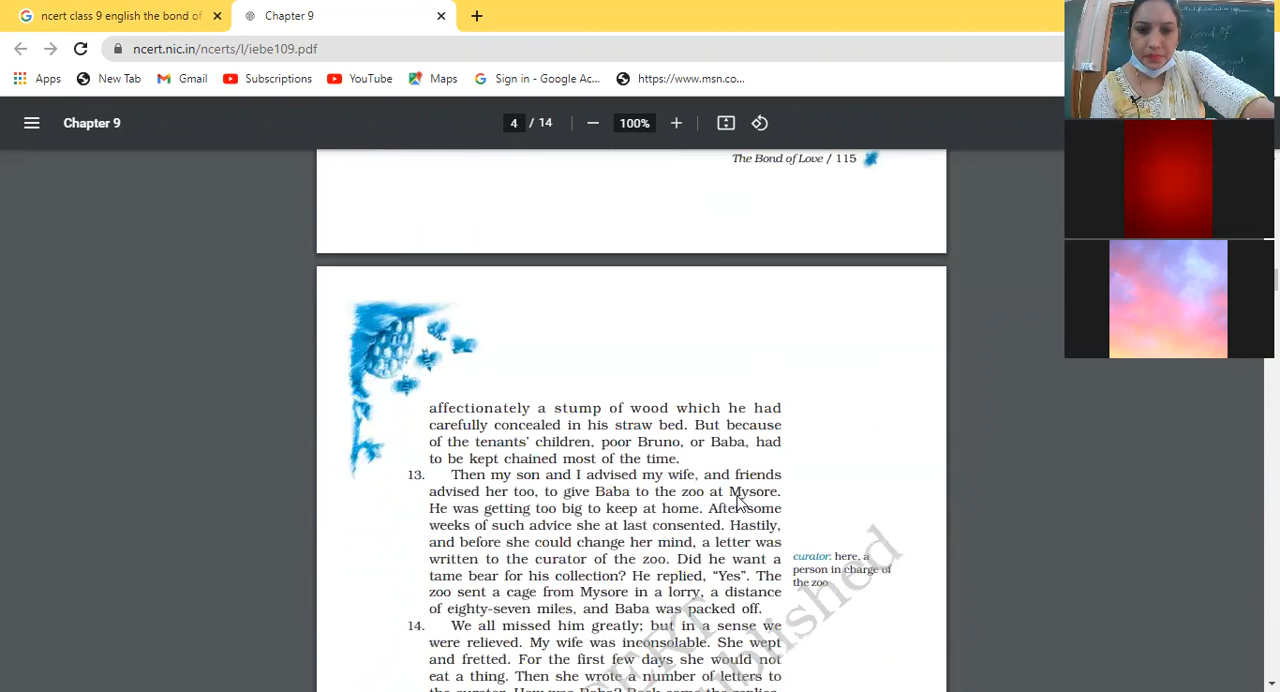 ncert class 9 english the bond of
Chapter 9
ncert.nic.in/ncerts/l/iebe109.pdf
Apps
New Tab
Gmail
Subscriptions
YouTube
Maps
Sign in - Google Ac...
https://www.msn.co...
Chapter 9
4 / 14
100%
The Bond of Love / 115
affectionately a stump of wood which he had
carefully concealed in his straw bed. But because
of the tenants' children, poor Bruno, or Baba, had
to be kept chained most of the time.
13. Then my son and I advised my wife, and friends
advised her too, to give Baba to the zoo at Mysore.
He was getting too big to keep at home. After some
weeks of such advice she at last consented. Hastily,
and before she could change her mind, a letter was
written to the curator of the zoo. Did he want a
tame bear for his collection? He replied, “Yes”. The
zoo sent a cage from Mysore in a lorry, a distance
of eighty-seven miles, and Baba was packed off.
curator: here, a
person in charge of
the zoo
14. We all missed him greatly; but in a sense we
were relieved. My wife was inconsolable. She wept
and fretted. For the first few days she would not
eat a thing. Then she wrote a number of letters to
the curator. How was Baba? Back came the replies,